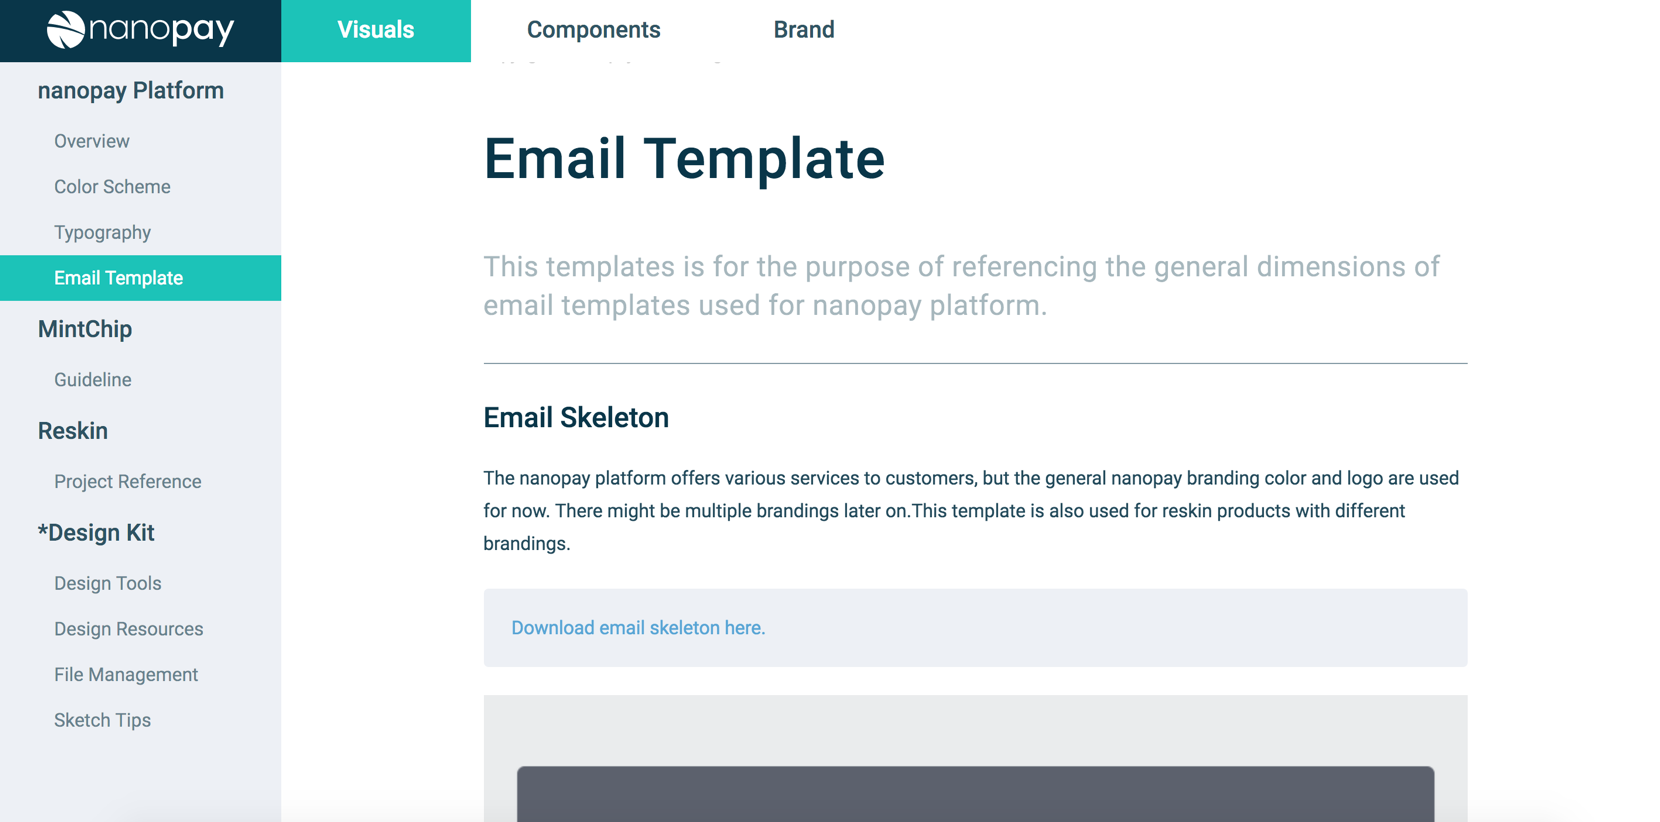 nanopay
Visuals
Components
Brand
nanopay Platform
Overview
Color Scheme
Typography
Email Template
MintChip
Guideline
Reskin
Project Reference
*Design Kit
Design Tools
Design Resources
File Management
Sketch Tips
Email Template
This templates is for the purpose of referencing the general dimensions of
email templates used for nanopay platform.
Email Skeleton
The nanopay platform offers various services to customers, but the general nanopay branding color and logo are used
for now. There might be multiple brandings later on.This template is also used for reskin products with different
brandings.
Download email skeleton here.